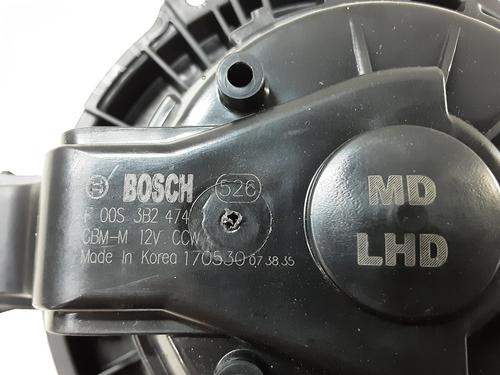 BOSCH 526
F 00S 3B2 474
CBM-M 12V CCW
Made In Korea 170530 07 38.35
MD
LHD